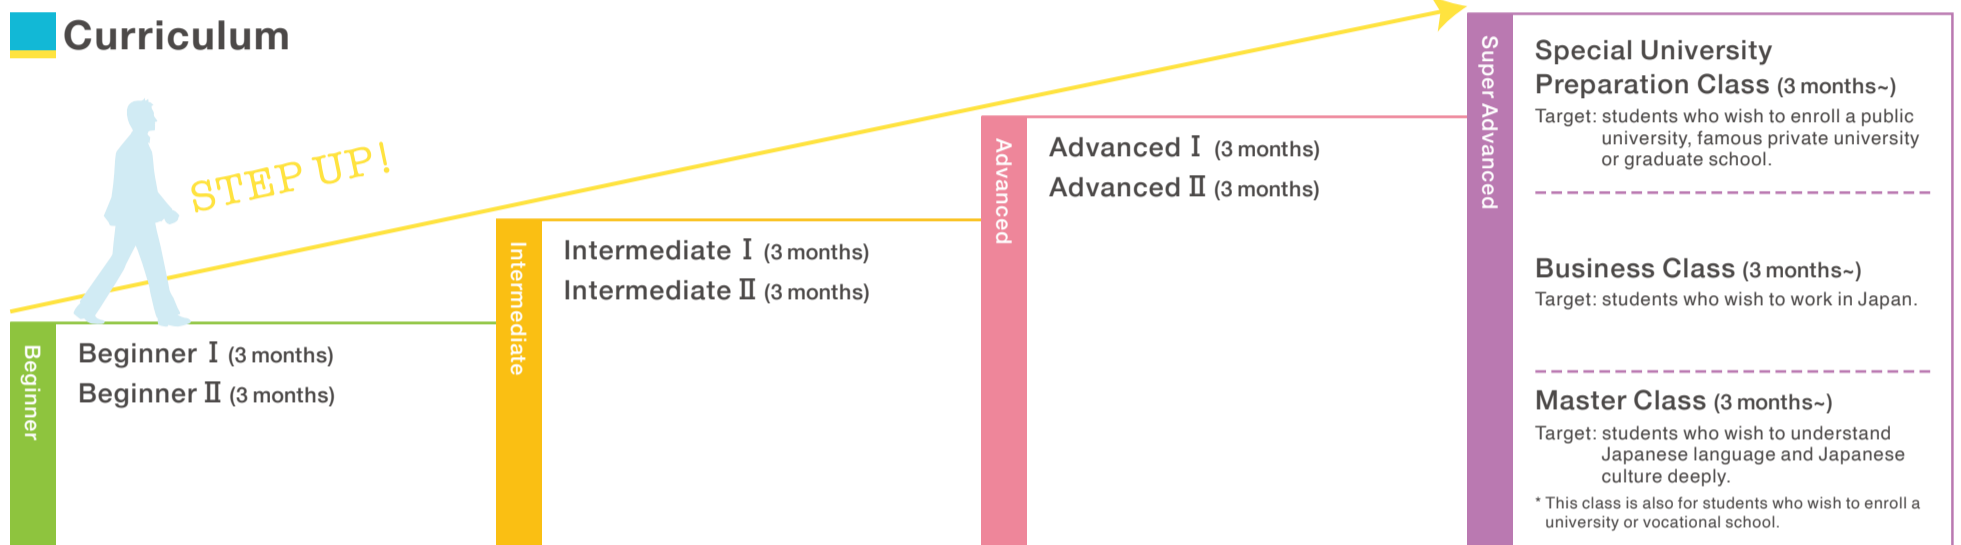 Curriculum
STEP UP!
Beginner
Beginner Ⅰ (3 months)
Beginner Ⅱ (3 months)
Intermediate
Intermediate Ⅰ (3 months)
Intermediate Ⅱ (3 months)
Advanced
Advanced Ⅰ (3 months)
Advanced Ⅱ (3 months)
Super Advanced
Special University
Preparation Class (3 months~)
Target: students who wish to enroll a public
university, famous private university
or graduate school.
Business Class (3 months~)
Target: students who wish to work in Japan.
Master Class (3 months~)
Target: students who wish to understand
Japanese language and Japanese
culture deeply.
* This class is also for students who wish to enroll a
university or vocational school.